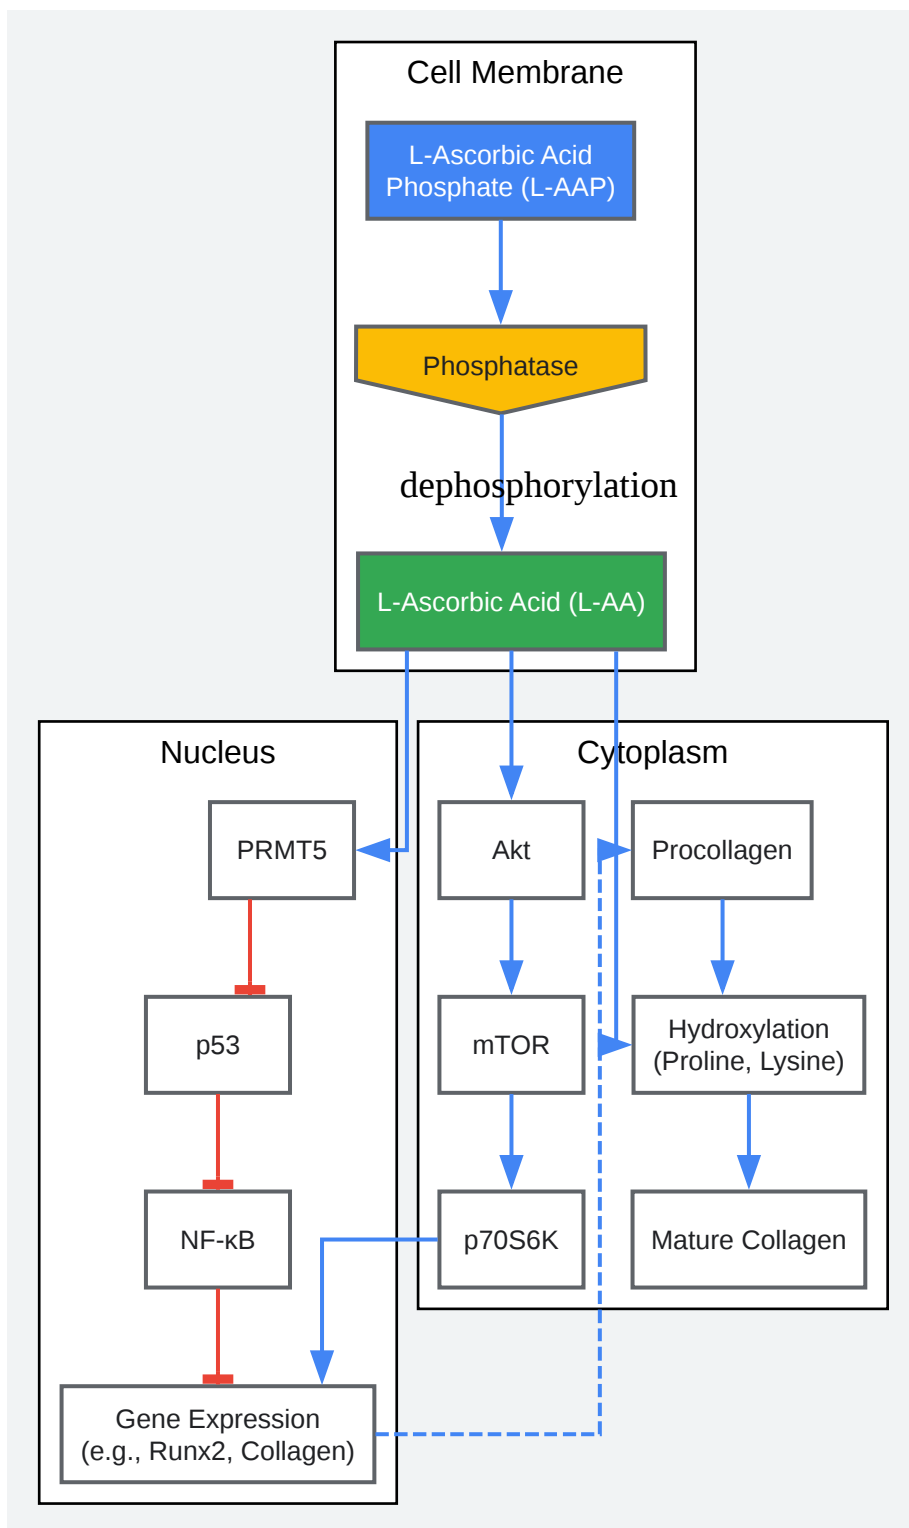 Cell Membrane
L-Ascorbic Acid
Phosphate (L-AAP)
Phosphatase
dephosphorylation
L-Ascorbic Acid (L-AA)
Nucleus
PRMT5
p53
NF-κB
Gene Expression
(e.g., Runx2, Collagen)
Cytoplasm
Akt
mTOR
p70S6K
Procollagen
Hydroxylation
(Proline, Lysine)
Mature Collagen